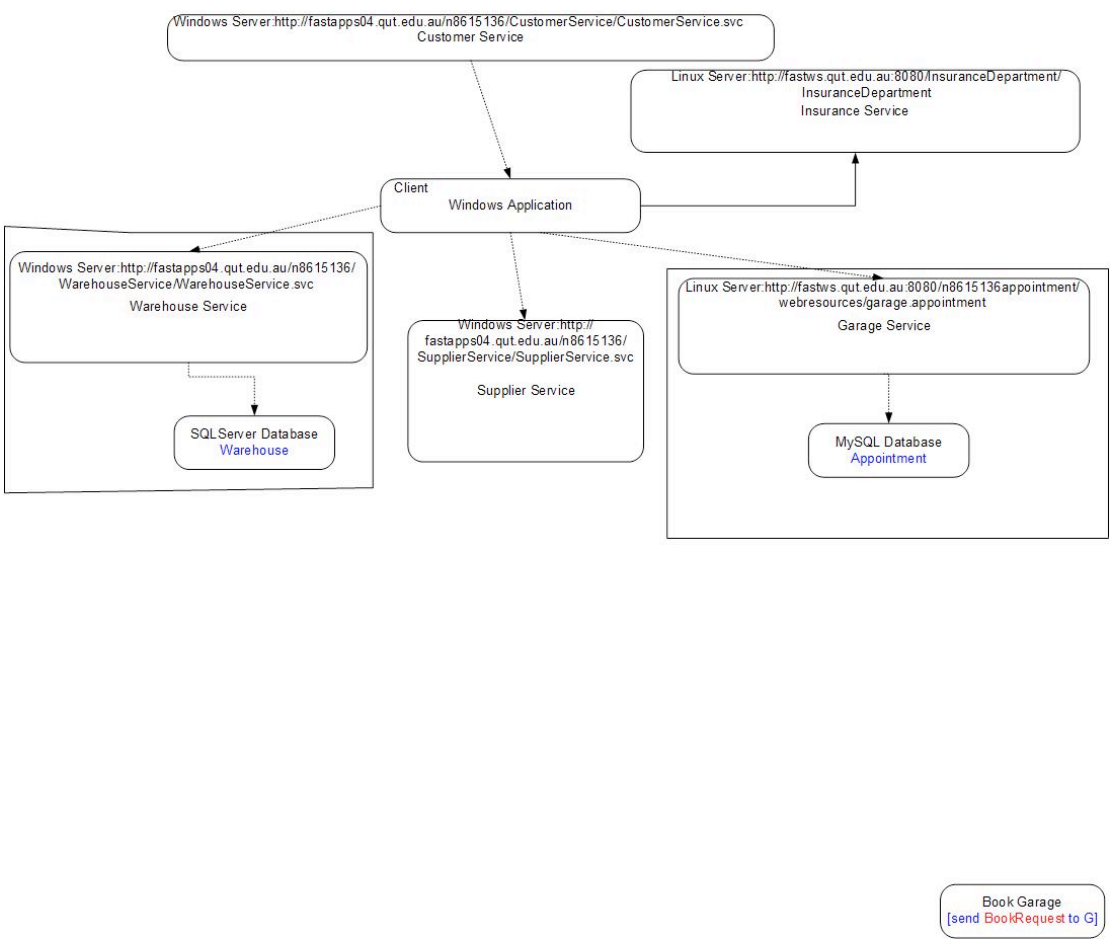 Windows Server:http://fastapps04.qut.edu.au/n8615136/CustomerService/CustomerService.svc
Customer Service
Linux Server:http://fastws.qut.edu.au:8080/InsuranceDepartment/
InsuranceDepartment
Insurance Service
Client
Windows Application
Windows Server:http://fastapps04.qut.edu.au/n8615136/
WarehouseService/WarehouseService.svc
Warehouse Service
SQLServer Database
Warehouse
Windows Server:http://
fastapps04.qut.edu.au/n8615136/
SupplierService/SupplierService.svc
Supplier Service
Linux Server:http://fastws.qut.edu.au:8080/n8615136appointment/
webresources/garage.appointment
Garage Service
MySQL Database
Appointment
Book Garage
[send BookRequest to G]